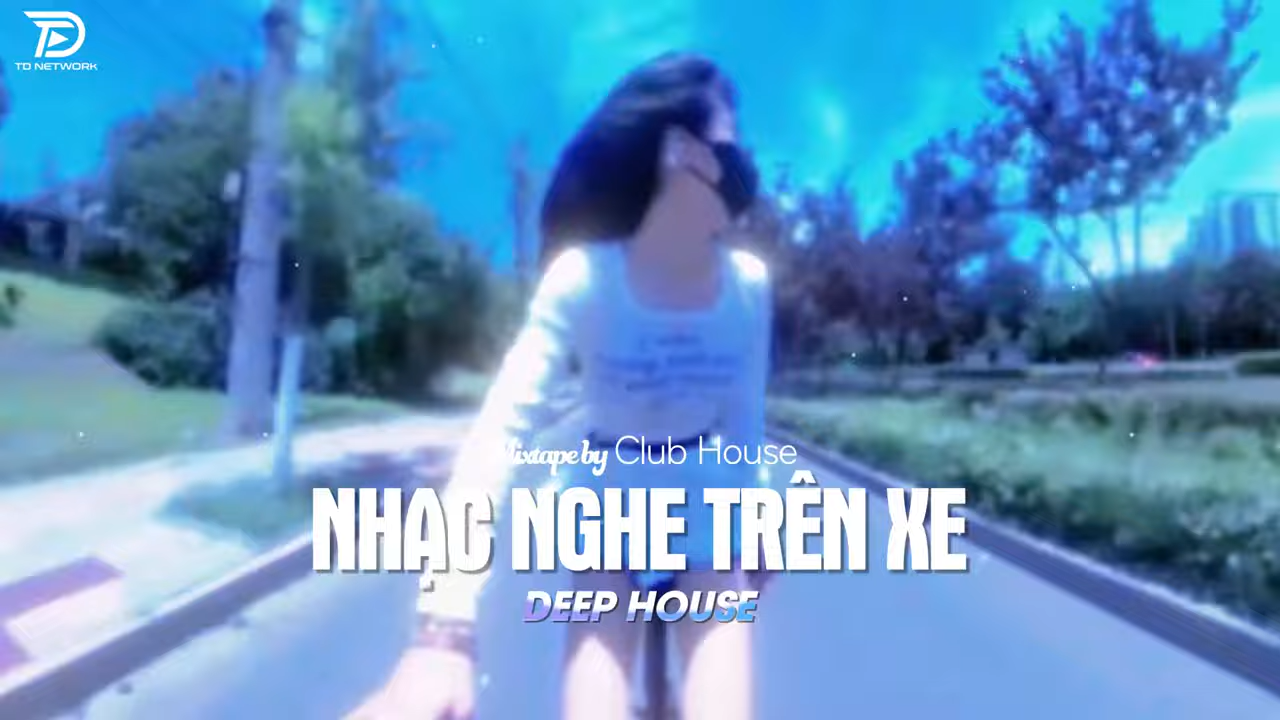 TD NETWORK
Mixtape by Club House
NHẠC NGHE TRÊN XE
DEEP HOUSE